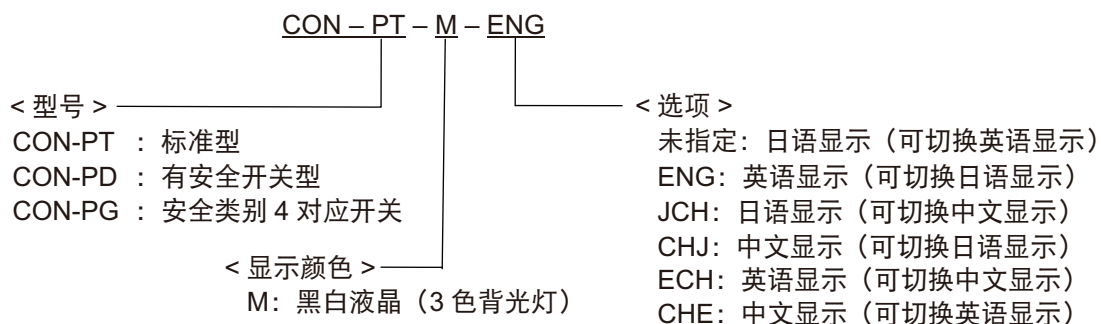 CON – PT – M – ENG
< 型号 >
CON-PT : 标准型
CON-PD : 有安全开关型
CON-PG : 安全类别 4 对应开关
< 显示颜色 >
M：黑白液晶（3 色背光灯）
< 选项 >
未指定：日语显示（可切换英语显示）
ENG：英语显示（可切换日语显示）
JCH：日语显示（可切换中文显示）
CHJ：中文显示（可切换日语显示）
ECH：英语显示（可切换中文显示）
CHE：中文显示（可切换英语显示）